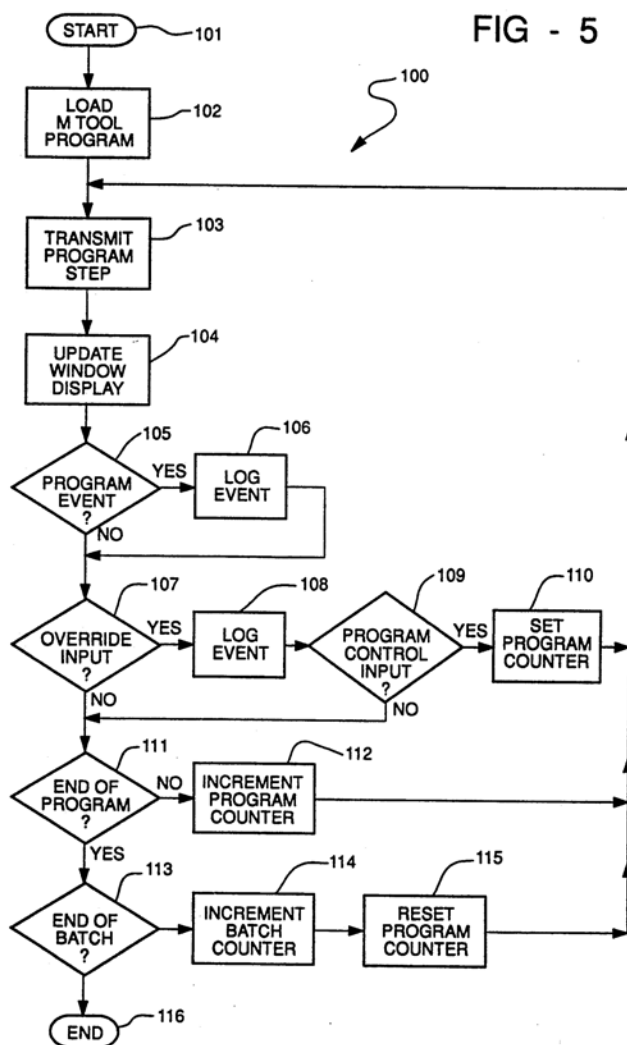 FIG - 5
START
101
100
LOAD
M TOOL
PROGRAM
102
TRANSMIT
PROGRAM
STEP
103
UPDATE
WINDOW
DISPLAY
104
PROGRAM
EVENT
?
105
YES
NO
LOG
EVENT
106
OVERRIDE
INPUT
?
107
YES
NO
LOG
EVENT
108
PROGRAM
CONTROL
INPUT
?
109
YES
NO
SET
PROGRAM
COUNTER
110
END OF
PROGRAM
?
111
NO
YES
INCREMENT
PROGRAM
COUNTER
112
END OF
BATCH
?
113
INCREMENT
BATCH
COUNTER
114
RESET
PROGRAM
COUNTER
115
END
116